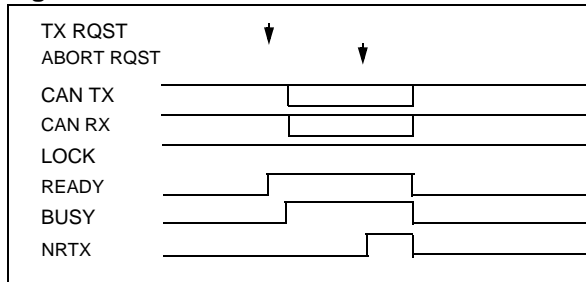 TX RQST
ABORT RQST
CAN TX
CAN RX
LOCK
READY
BUSY
NRTX